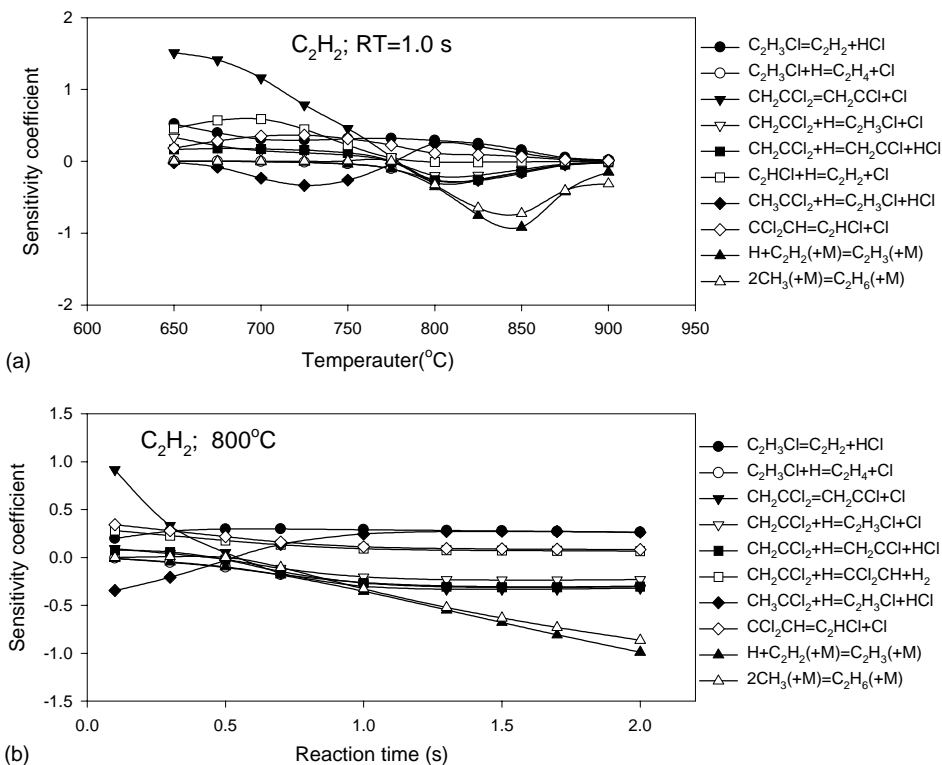 C2H2; RT=1.0 s
Sensitivity coefficient
2
1
0
-1
-2
600 650 700 750 800 850 900 950
Temperauter(oC)
(a)
C2H3Cl=C2H2+HCl
C2H3Cl+H=C2H4+Cl
CH2CCl2=CH2CCl+Cl
CH2CCl2+H=C2H3Cl+Cl
CH2CCl2+H=CH2CCl+HCl
C2HCl+H=C2H2+Cl
CH3CCl2+H=C2H3Cl+HCl
CCl2CH=C2HCl+Cl
H+C2H2(+M)=C2H3(+M)
2CH3(+M)=C2H6(+M)
C2H2; 800oC
Sensitivity coefficient
1.5
1.0
0.5
0.0
-0.5
-1.0
-1.5
0.0 0.5 1.0 1.5 2.0
Reaction time (s)
(b)
C2H3Cl=C2H2+HCl
C2H3Cl+H=C2H4+Cl
CH2CCl2=CH2CCl+Cl
CH2CCl2+H=C2H3Cl+Cl
CH2CCl2+H=CH2CCl+HCl
CH2CCl2+H=CCl2CH+H2
CH3CCl2+H=C2H3Cl+HCl
CCl2CH=C2HCl+Cl
H+C2H2(+M)=C2H3(+M)
2CH3(+M)=C2H6(+M)